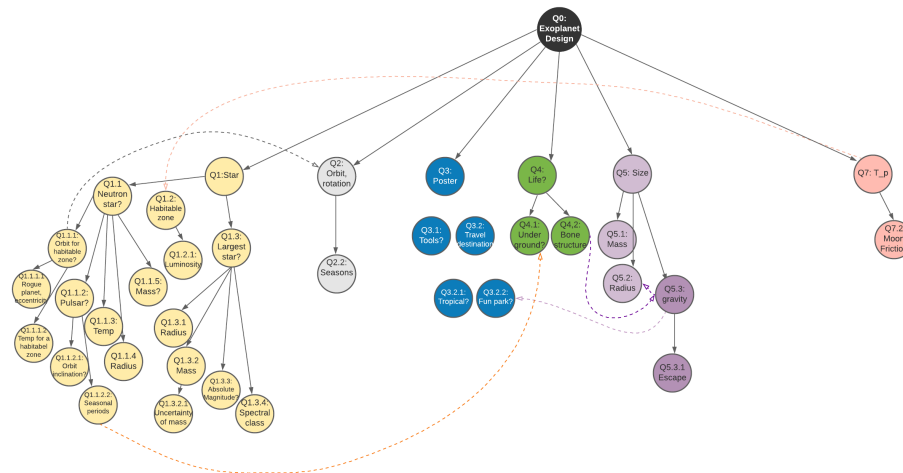 Q0:
Exoplanet
Design
Q1:Star
Q2:
Orbit,
rotation
Q3:
Poster
Q4:
Life?
Q5: Size
Q7: T_p
Q1.1
Neutron
star?
Q1.2:
Habitable
zone
Q1.3:
Largest
star?
Q1.1.1:
Orbit for
habitable
zone?
Q1.2.1:
Luminosity
Q2.2:
Seasons
Q3.1:
Tools?
Q3.2:
Travel
destination
Q4.1:
Under
ground?
Q4,2:
Bone
structure
Q5.1:
Mass
Q5.2:
Radius
Q5.3:
gravity
Q7.2
Moon
Friction
Q1.1.1.1
Rogue
planet,
eccentricity
Q1.1.2:
Pulsar?
Q1.1.5:
Mass?
Q3.2.1:
Tropical?
Q3.2.2:
Fun park?
Q1.1.1.2
Temp for a
habitabel
zone
Q1.1.3:
Temp
Q1.1.4
Radius
Q1.3.1
Radius
Q1.3.2
Mass
Q1.1.2.1:
Orbit
inclination?
Q1.3.3:
Absolute
Magnitude?
Q5.3.1
Escape
Q1.1.2.2:
Seasonal
periods
Q1.3.2.1:
Uncertainty
of mass
Q1.3.4:
Spectral
class